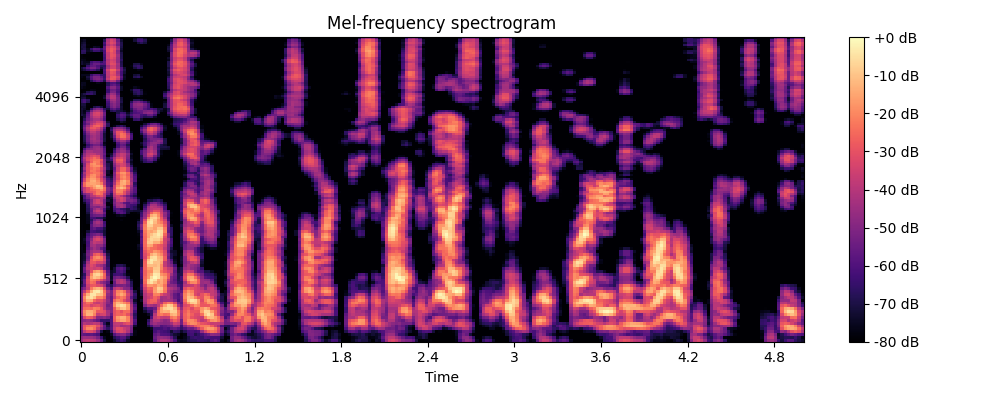 Mel-frequency spectrogram
+0 dB
-10 dB
-20 dB
-30 dB
-40 dB
-50 dB
-60 dB
-70 dB
-80 dB
Hz
4096
2048
1024
512
0
0 0.6 1.2 1.8 2.4 3 3.6 4.2 4.8
Time